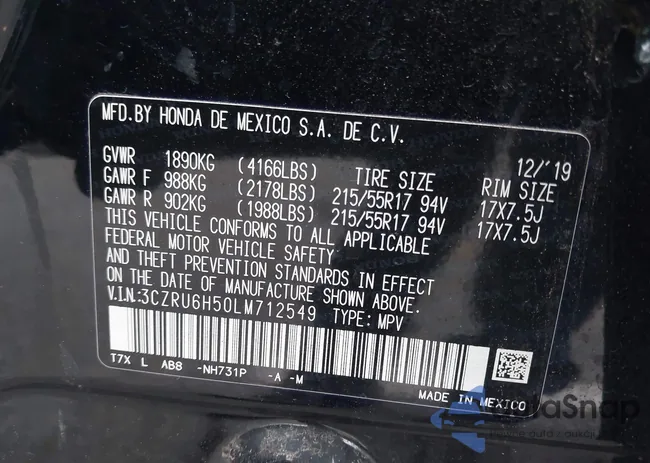 MFD.BY HONDA DE MEXICO S.A. DE C.V.
12/'19
GVWR 1890KG (4166LBS) TIRE SIZE RIM SIZE
GAWR F 988KG (2178LBS) 215/55R17 94V 17X7.5J
GAWR R 902KG (1988LBS) 215/55R17 94V 17X7.5J
THIS VEHICLE CONFORMS TO ALL APPLICABLE
FEDERAL MOTOR VEHICLE SAFETY
AND THEFT PREVENTION STANDARDS IN EFFECT
ON THE DATE OF MANUFACTURE SHOWN ABOVE.
V.I.N.:3CZRU6H50LM712549 TYPE: MPV
T7X L AB8 -NH731P -A -M
MADE IN MEXICO